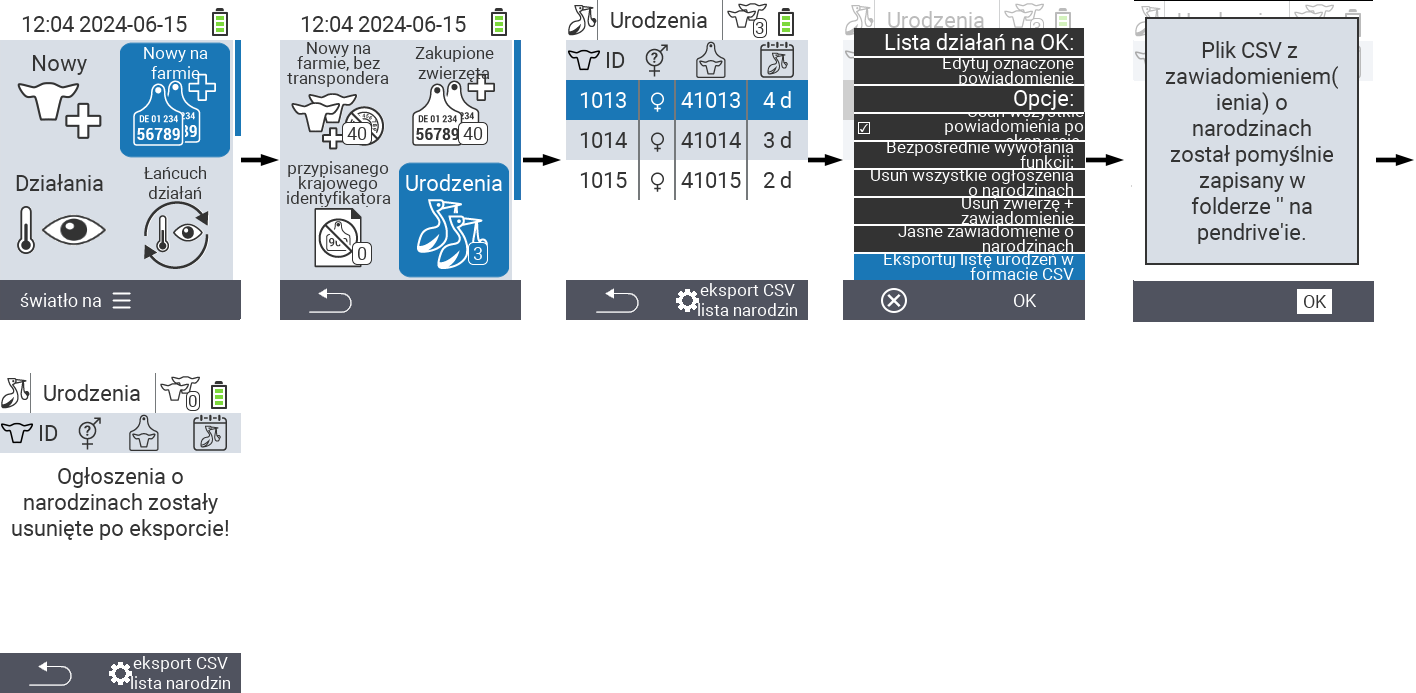 12:04 2024-06-15
Nowy
Nowy na
farmie
DE 01 234
56789
89
Działania
Łańcuch
działań
światło na
12:04 2024-06-15
Nowy na
farmie, bez
transpondera
40
Zakupione
zwierzęta
DE 01 234
234
56789
40
przypisanego
krajowego
identyfikatora
0
Urodzenia
3
Urodzenia
3
ID
1013 ♀ 41013 4 d
1014 ♀ 41014 3 d
1015 ♀ 41015 2 d
eksport CSV
lista narodzin
Urodzenia
Lista działań na OK:
Edytuj oznaczone
powiadomienie
Opcje:
Usuń wszystkie
powiadomienia po
eksporcie
Bezpośrednie wywołania
funkcji:
Usuń wszystkie ogłoszenia
o narodzinach
Usuń zwierzę +
zawiadomienie
Jasne zawiadomienie o
narodzinach
Eksportuj listę urodzeń w
formacie CSV
OK
Plik CSV z
zawiadomieniem(
ienia) o
narodzinach
został pomyślnie
zapisany w
folderze '' na
pendrive'ie.
OK
Urodzenia
0
ID
Ogłoszenia o
narodzinach zostały
usunięte po eksporcie!
eksport CSV
lista narodzin